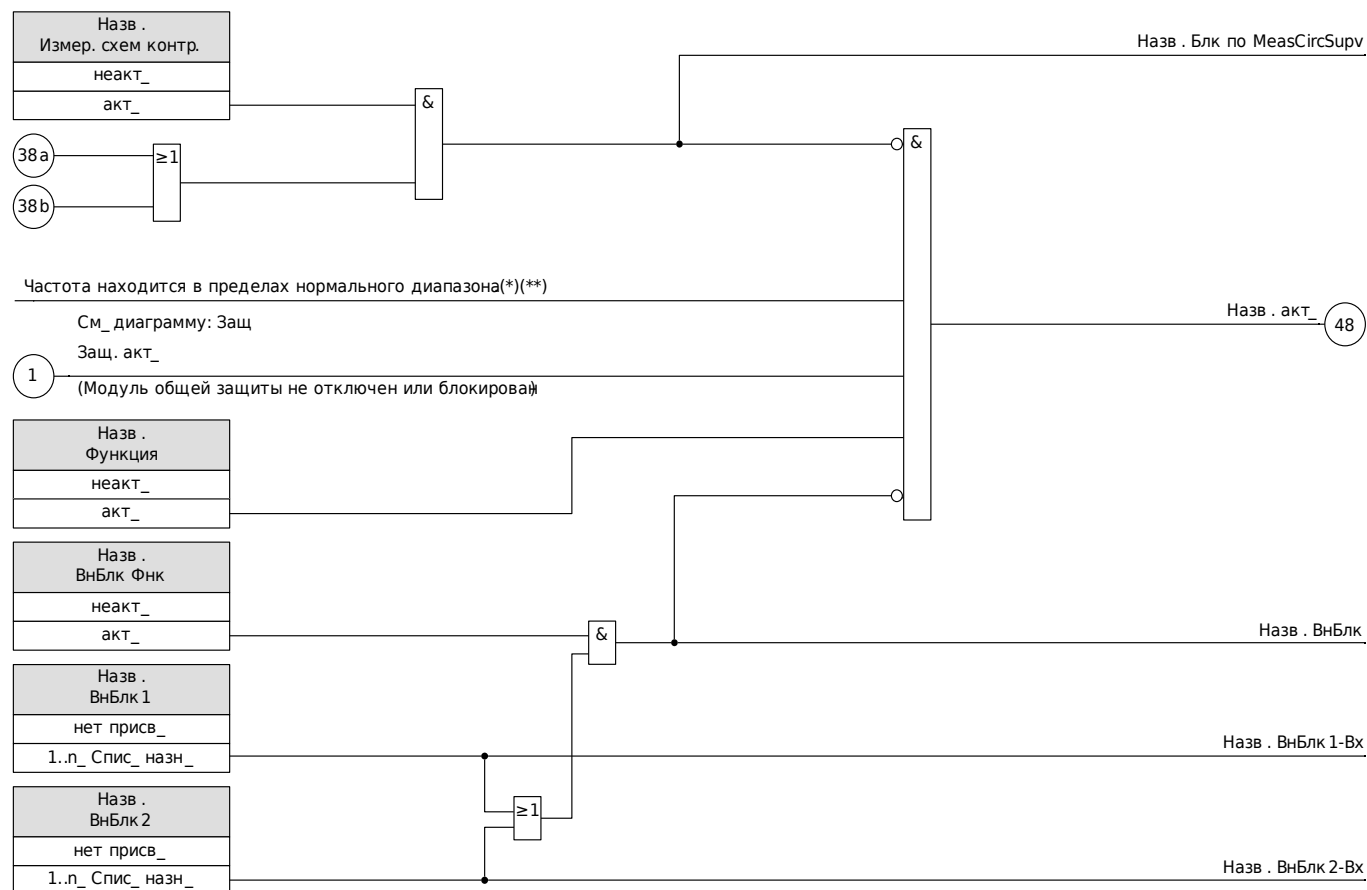 Назв .
Измер. схем контр.
неакт_
акт_
Назв . Блк по MeasCircSupv
&
38a
≥1
38b
&
Частота находится в пределах нормального диапазона(*)(**)
См_ диаграмму: Защ
Защ. акт_
1
(Модуль общей защиты не отключен или блокирован)
Назв . акт_
48
Назв .
Функция
неакт_
акт_
Назв .
ВнБлк Фнк
неакт_
акт_
&
Назв . ВнБлк
Назв .
ВнБлк 1
нет присв_
1..n_ Спис_ назн_
Назв . ВнБлк 1-Вх
≥1
Назв .
ВнБлк 2
нет присв_
1..n_ Спис_ назн_
Назв . ВнБлк 2-Вх